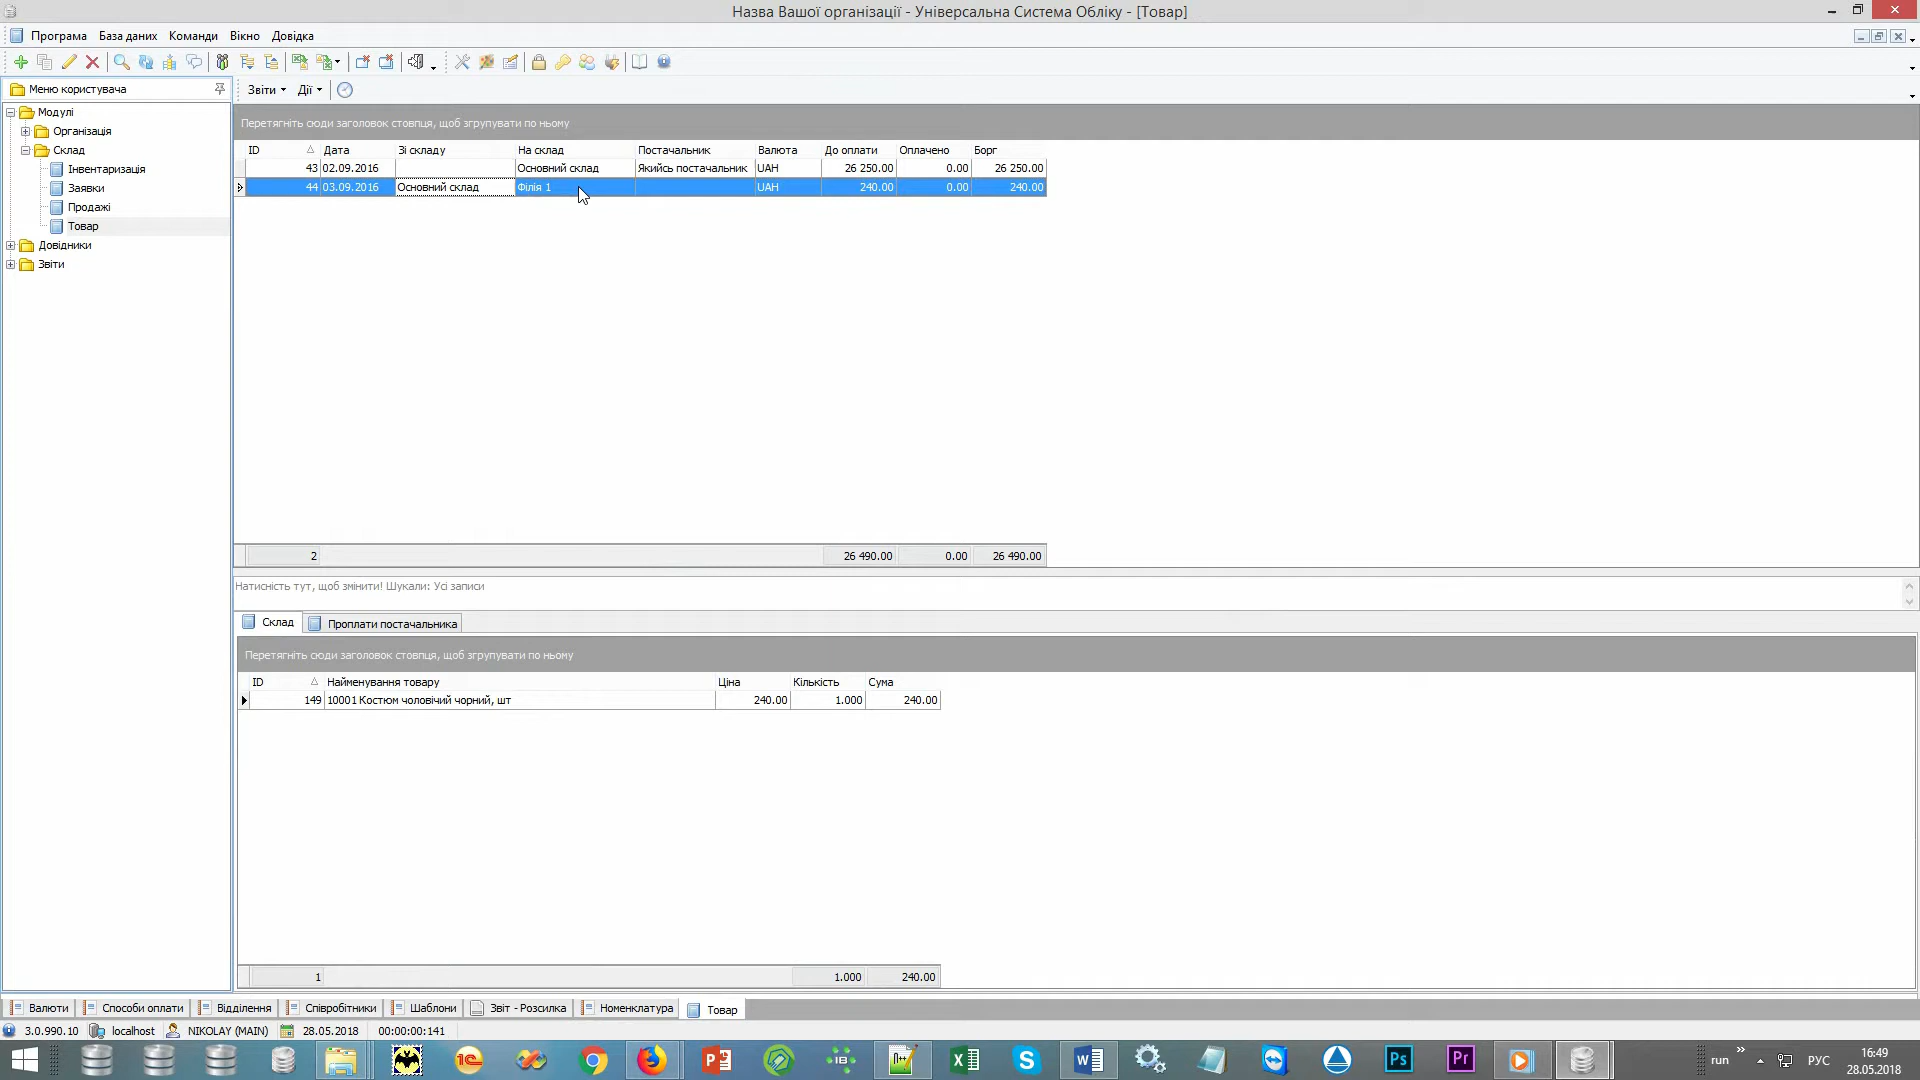 Назва Вашої організації - Універсальна Система Обліку - [Товар]
Програма База даних Команди Вікно Довідка
Меню користувача
Звіти Дії
Модулі
Організація
Склад
Інвентаризація
Заявки
Продажі
Товар
Довідники
Звіти
Перетягніть сюди заголовок стовпця, щоб згрупувати по ньому
ID Дата Зі складу На склад Постачальник Валюта До оплати Оплачено Борг
43 02.09.2016 Основний склад Якийсь постачальник UAH 26 250.00 0.00 26 250.00
44 03.09.2016 Основний склад Філія 1 UAH 240.00 0.00 240.00
2 26 490.00 0.00 26 490.00
Натисність тут, щоб змінити! Шукали: Усі записи
Склад Проплати постачальника
Перетягніть сюди заголовок стовпця, щоб згрупувати по ньому
ID Найменування товару Ціна Кількість Сума
149 10001 Костюм чоловічий чорний, шт 240.00 1.000 240.00
1 1.000 240.00
Валюти Способи оплати Відділення Співробітники Шаблони Звіт - Розсилка Номенклатура Товар
3.0.990.10 localhost NIKOLAY (MAIN) 28.05.2018 00:00:00:141
run РУС 16:49
28.05.2018